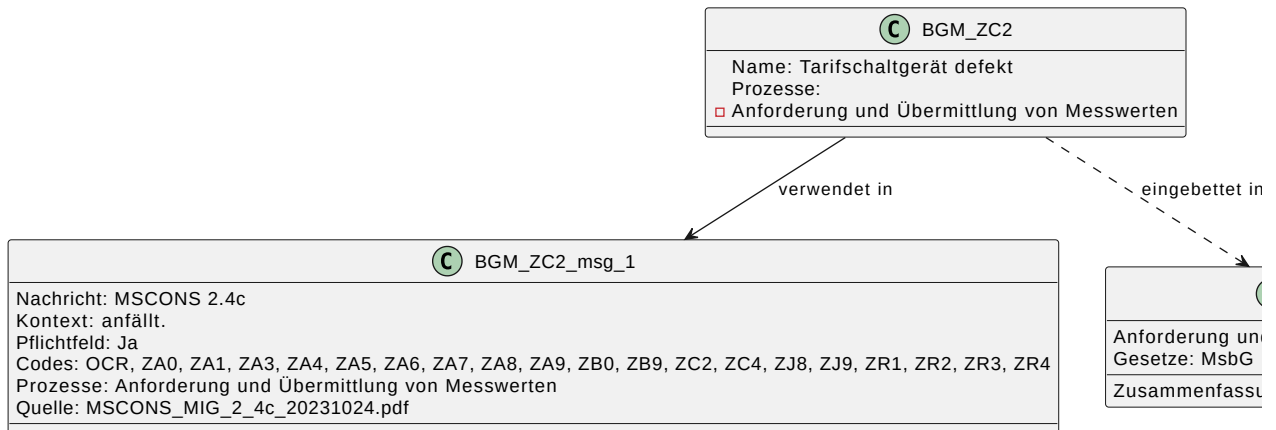 C BGM_ZC2
Name: Tarifschaltgerät defekt
Prozesse:
Anforderung und Übermittlung von Messwerten
verwendet in
eingebettet in
C BGM_ZC2_msg_1
Nachricht: MSCONS 2.4c
Kontext: anfällt.
Pflichtfeld: Ja
Codes: OCR, ZA0, ZA1, ZA3, ZA4, ZA5, ZA6, ZA7, ZA8, ZA9, ZB0, ZB9, ZC2, ZC4, ZJ8, ZJ9, ZR1, ZR2, ZR3, ZR4
Prozesse: Anforderung und Übermittlung von Messwerten
Quelle: MSCONS_MIG_2_4c_20231024.pdf
Anforderung
Gesetze: MsbG